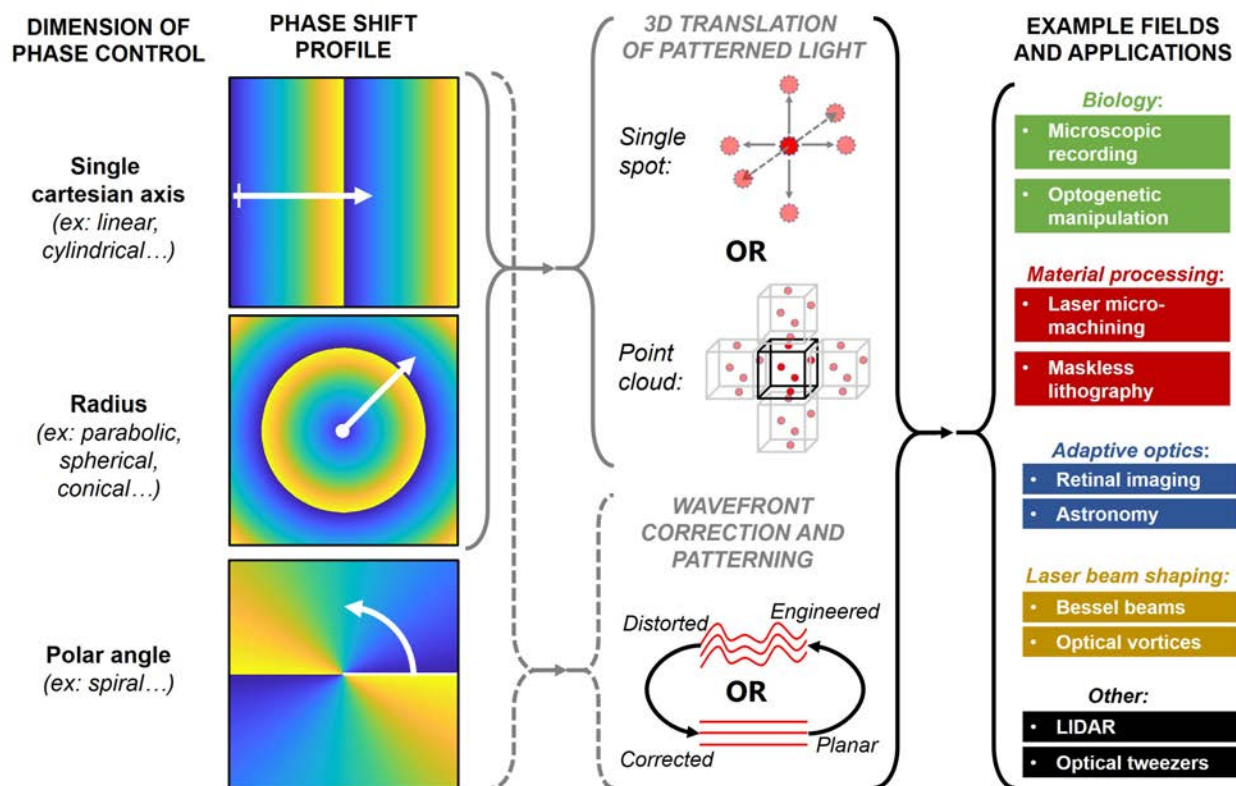 DIMENSION OF
PHASE CONTROL
PHASE SHIFT
PROFILE
3D TRANSLATION
OF PATTERNED LIGHT
EXAMPLE FIELDS
AND APPLICATIONS
Single
cartesian axis
(ex: linear,
cylindrical…)
Radius
(ex: parabolic,
spherical,
conical…)
Polar angle
(ex: spiral…)
Single
spot:
OR
Point
cloud:
WAVEFRONT
CORRECTION AND
PATTERNING
Distorted
Engineered
OR
Corrected
Planar
Biology:
• Microscopic
recording
• Optogenetic
manipulation
Material processing:
• Laser micro-
machining
• Maskless
lithography
Adaptive optics:
• Retinal imaging
• Astronomy
Laser beam shaping:
• Bessel beams
• Optical vortices
Other:
• LIDAR
• Optical tweezers